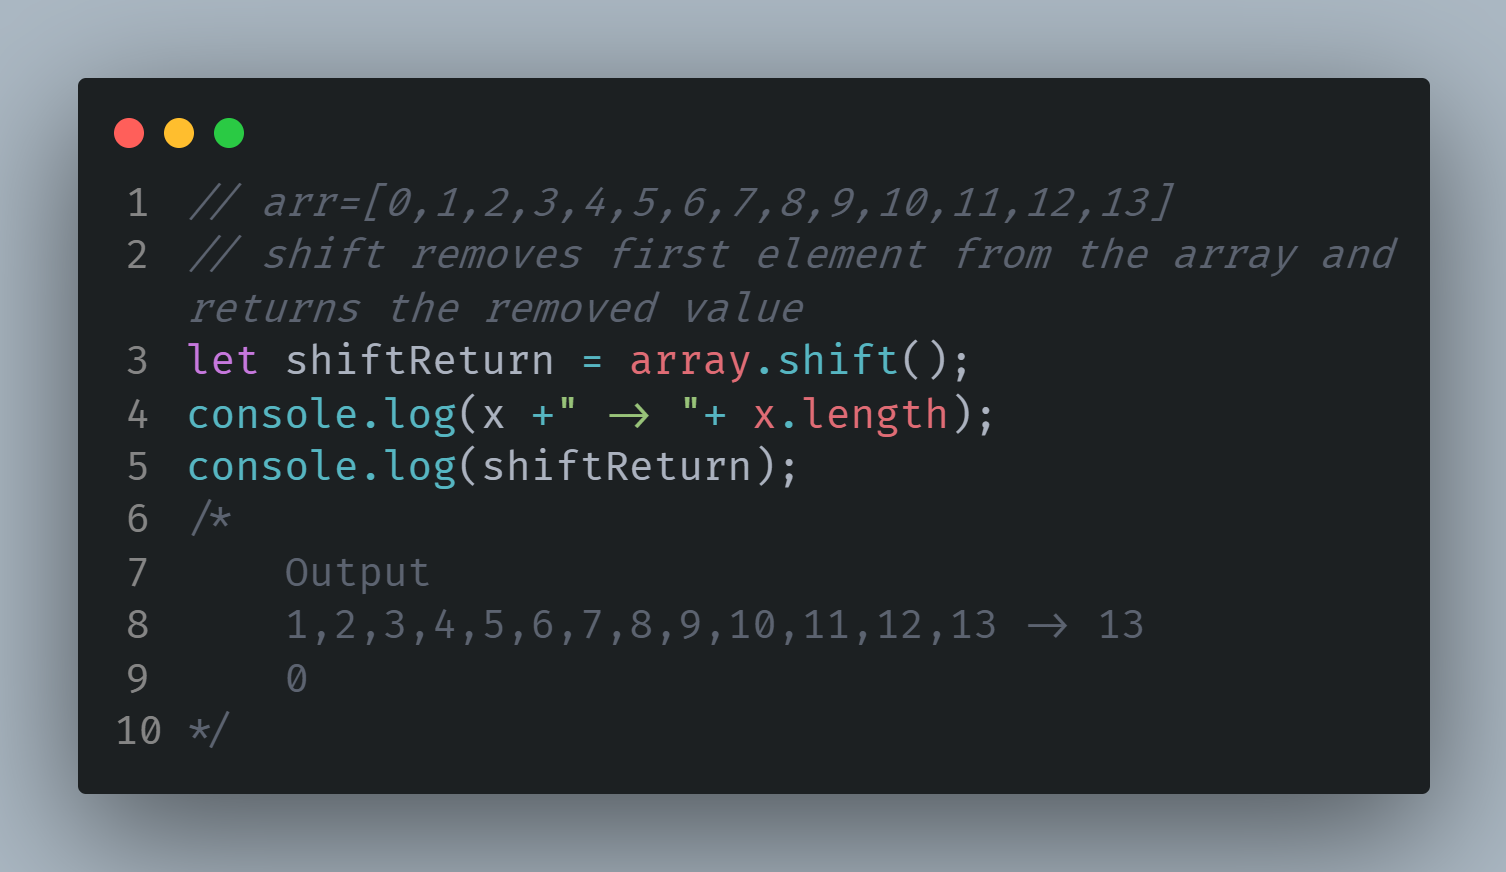 1 // arr=[0,1,2,3,4,5,6,7,8,9,10,11,12,13]
2 // shift removes first element from the array and
returns the removed value
3 let shiftReturn = array.shift();
4 console.log(x +" -> "+ x.length);
5 console.log(shiftReturn);
6 /*
7     Output
8     1,2,3,4,5,6,7,8,9,10,11,12,13 -> 13
9     0
10 */